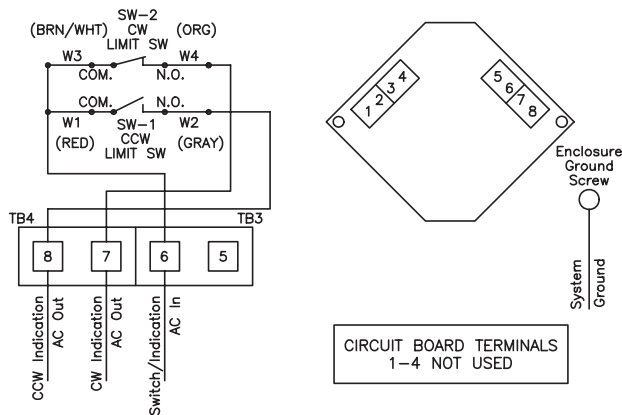 SW-2
(BRN/WHT) CW (ORG)
LIMIT SW
W3 W4
COM. N.O.
COM. N.O.
W1 SW-1 W2
(RED) CCW (GRAY)
LIMIT SW
TB4 TB3
8 7 6 5
CCW Indication
AC Out
CW Indication
AC Out
Switch/Indication
AC In
1 2 3 4
5 6 7 8
Enclosure
Ground
Screw
System
Ground
CIRCUIT BOARD TERMINALS
1-4 NOT USED